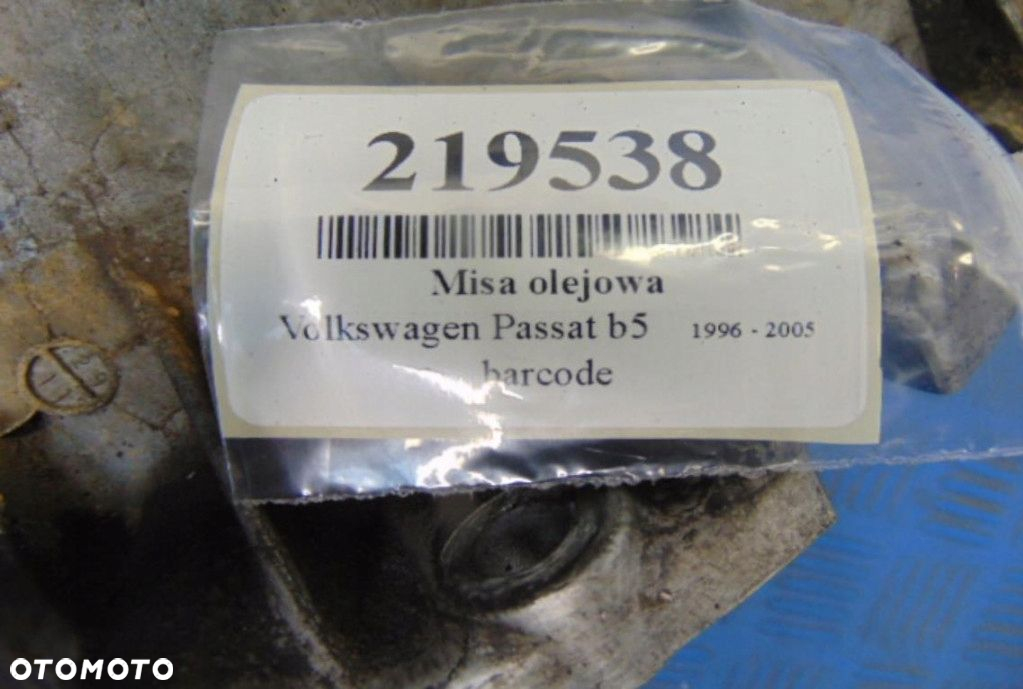 219538
Misa olejowa
Volkswagen Passat b5 1996 - 2005
barcode
OTOMOTO